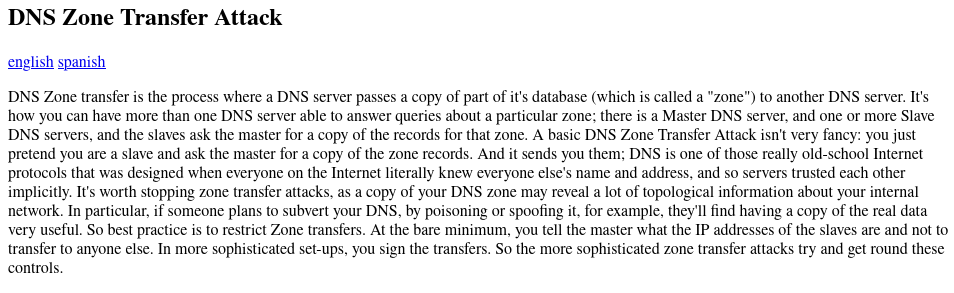 DNS Zone Transfer Attack
english spanish
DNS Zone transfer is the process where a DNS server passes a copy of part of it's database (which is called a "zone") to another DNS server. It's
how you can have more than one DNS server able to answer queries about a particular zone; there is a Master DNS server, and one or more Slave
DNS servers, and the slaves ask the master for a copy of the records for that zone. A basic DNS Zone Transfer Attack isn't very fancy: you just
pretend you are a slave and ask the master for a copy of the zone records. And it sends you them; DNS is one of those really old-school Internet
protocols that was designed when everyone on the Internet literally knew everyone else's name and address, and so servers trusted each other
implicitly. It's worth stopping zone transfer attacks, as a copy of your DNS zone may reveal a lot of topological information about your internal
network. In particular, if someone plans to subvert your DNS, by poisoning or spoofing it, for example, they'll find having a copy of the real data
very useful. So best practice is to restrict Zone transfers. At the bare minimum, you tell the master what the IP addresses of the slaves are and not to
transfer to anyone else. In more sophisticated set-ups, you sign the transfers. So the more sophisticated zone transfer attacks try and get round these
controls.